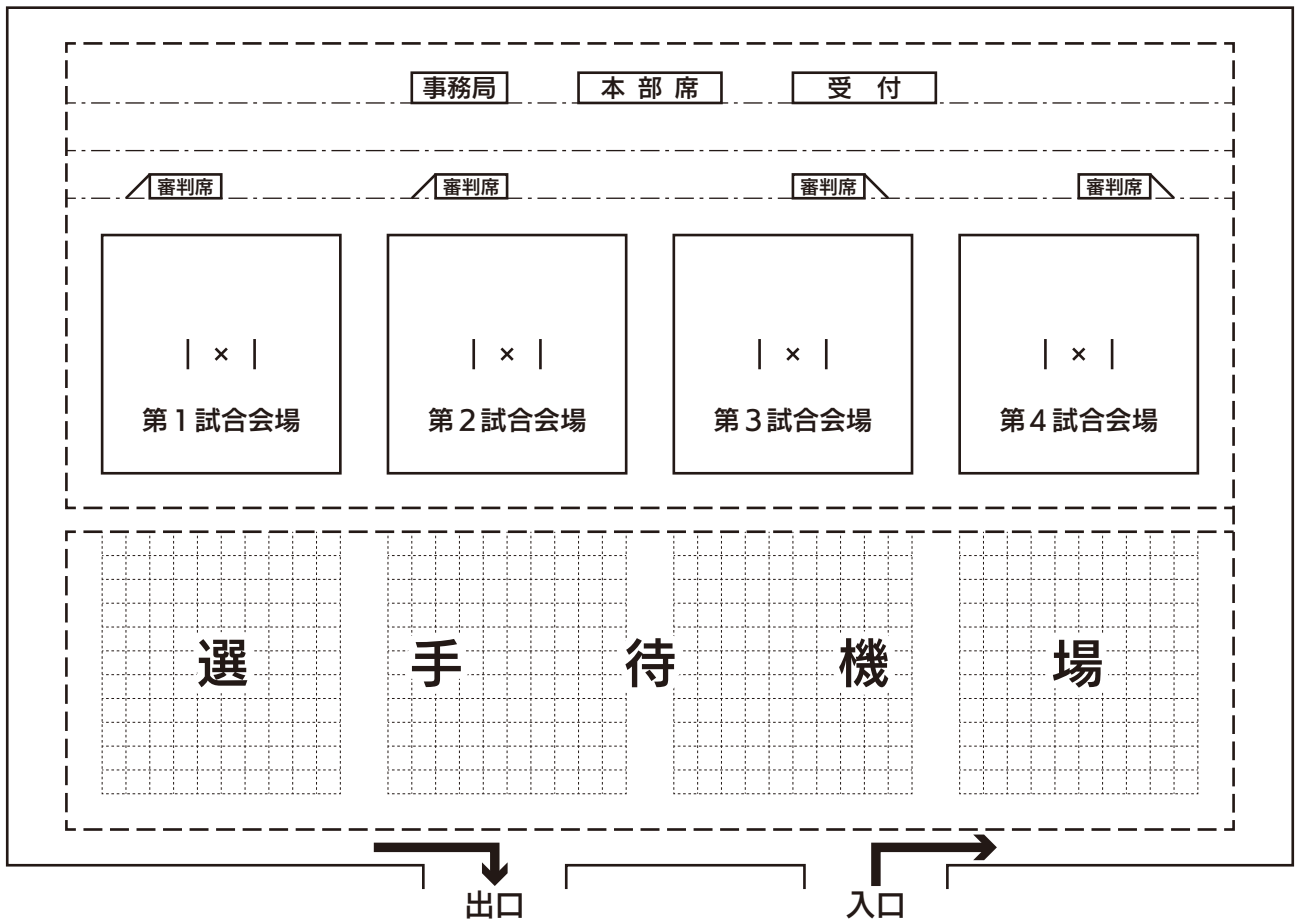 事務局 本部席 受付
審判席 審判席 審判席 審判席
| × | | × | | × | | × |
第1試合会場 第2試合会場 第3試合会場 第4試合会場
選手待機場
出口 入口